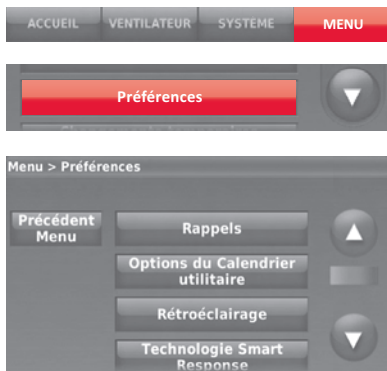 ACCUEIL VENTILATEUR SYSTEME MENU
Préférences
Menu > Préférences
Précédent
Menu
Rappels
Options du Calendrier
utilitaire
Rétroéclairage
Technologie Smart
Response